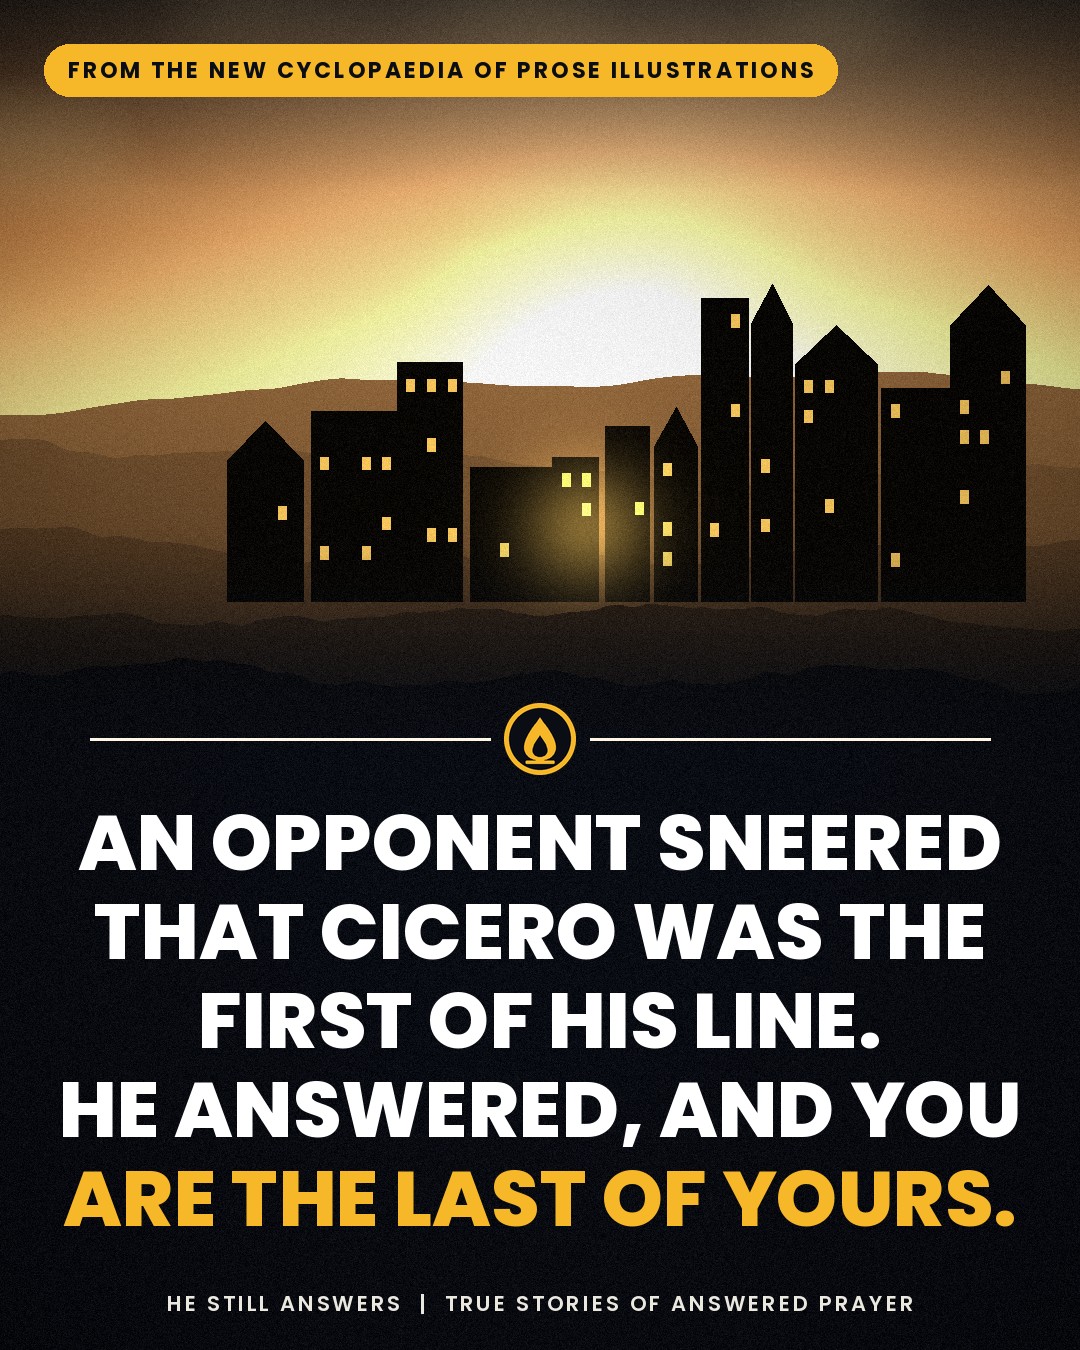 FROM THE NEW CYCLOPAEDIA OF PROSE ILLUSTRATIONS
AN OPPONENT SNEERED
THAT CICERO WAS THE
FIRST OF HIS LINE.
HE ANSWERED, AND YOU
ARE THE LAST OF YOURS.
HE STILL ANSWERS | TRUE STORIES OF ANSWERED PRAYER